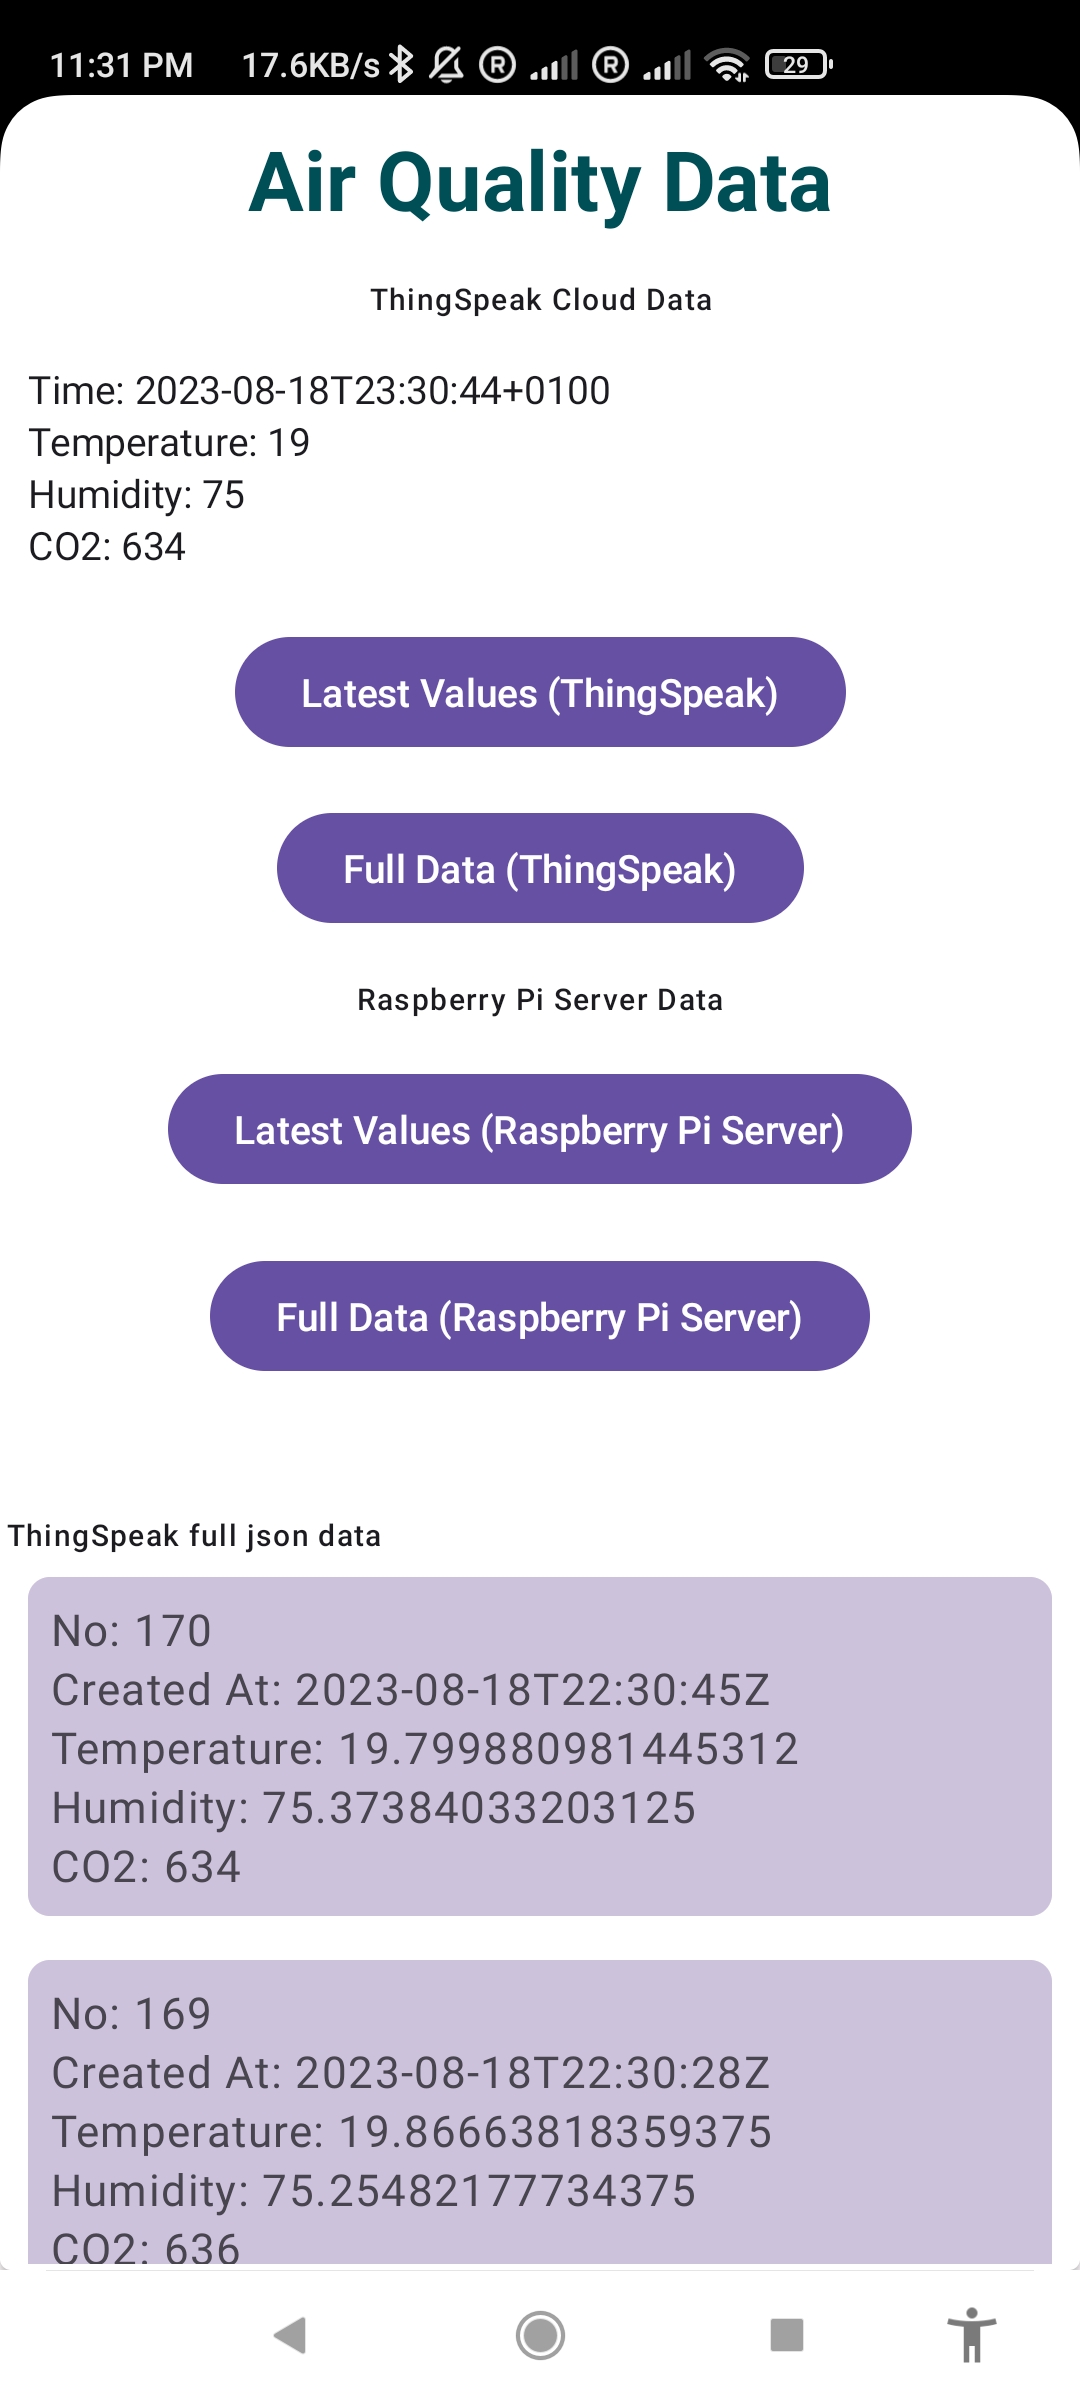 11:31 PM 17.6KB/s R R 29
Air Quality Data
ThingSpeak Cloud Data
Time: 2023-08-18T23:30:44+0100
Temperature: 19
Humidity: 75
CO2: 634
Latest Values (ThingSpeak)
Full Data (ThingSpeak)
Raspberry Pi Server Data
Latest Values (Raspberry Pi Server)
Full Data (Raspberry Pi Server)
ThingSpeak full json data
No: 170
Created At: 2023-08-18T22:30:45Z
Temperature: 19.799880981445312
Humidity: 75.37384033203125
CO2: 634
No: 169
Created At: 2023-08-18T22:30:28Z
Temperature: 19.86663818359375
Humidity: 75.25482177734375
CO2: 636